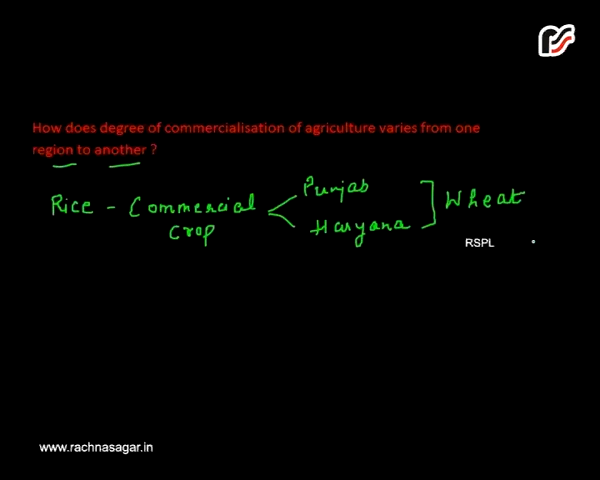 How does degree of commercialisation of agriculture varies from one
region to another ?
Rice - Commercial Crop
Punjab
Haryana
Wheat
RSPL
www.rachnasagar.in